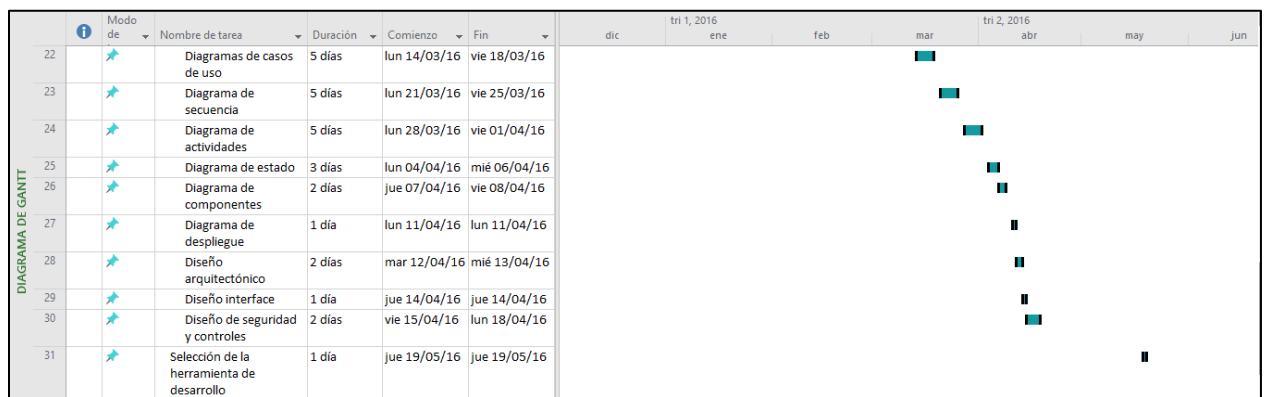 tri 1, 2016 tri 2, 2016
Modo
de Nombre de tarea Duración Comienzo Fin dic ene feb mar abr may jun
22 Diagramas de casos 5 días lun 14/03/16 vie 18/03/16
de uso
23 Diagrama de 5 días lun 21/03/16 vie 25/03/16
secuencia
24 Diagrama de 5 días lun 28/03/16 vie 01/04/16
actividades
25 Diagrama de estado 3 días lun 04/04/16 mié 06/04/16
26 Diagrama de 2 días jue 07/04/16 vie 08/04/16
componentes
27 Diagrama de 1 día lun 11/04/16 lun 11/04/16
despliegue
28 Diseño 2 días mar 12/04/16 mié 13/04/16
arquitectónico
29 Diseño interface 1 día jue 14/04/16 jue 14/04/16
30 Diseño de seguridad 2 días vie 15/04/16 lun 18/04/16
y controles
31 Selección de la 1 día jue 19/05/16 jue 19/05/16
herramienta de
desarrollo
DIAGRAMA DE GANTT